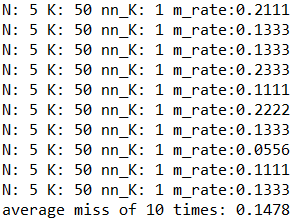 N: 5 K: 50 nn_K: 1 m_rate:0.2111
N: 5 K: 50 nn_K: 1 m_rate:0.1333
N: 5 K: 50 nn_K: 1 m_rate:0.1333
N: 5 K: 50 nn_K: 1 m_rate:0.2333
N: 5 K: 50 nn_K: 1 m_rate:0.1111
N: 5 K: 50 nn_K: 1 m_rate:0.2222
N: 5 K: 50 nn_K: 1 m_rate:0.1333
N: 5 K: 50 nn_K: 1 m_rate:0.0556
N: 5 K: 50 nn_K: 1 m_rate:0.1111
N: 5 K: 50 nn_K: 1 m_rate:0.1333
average miss of 10 times: 0.1478